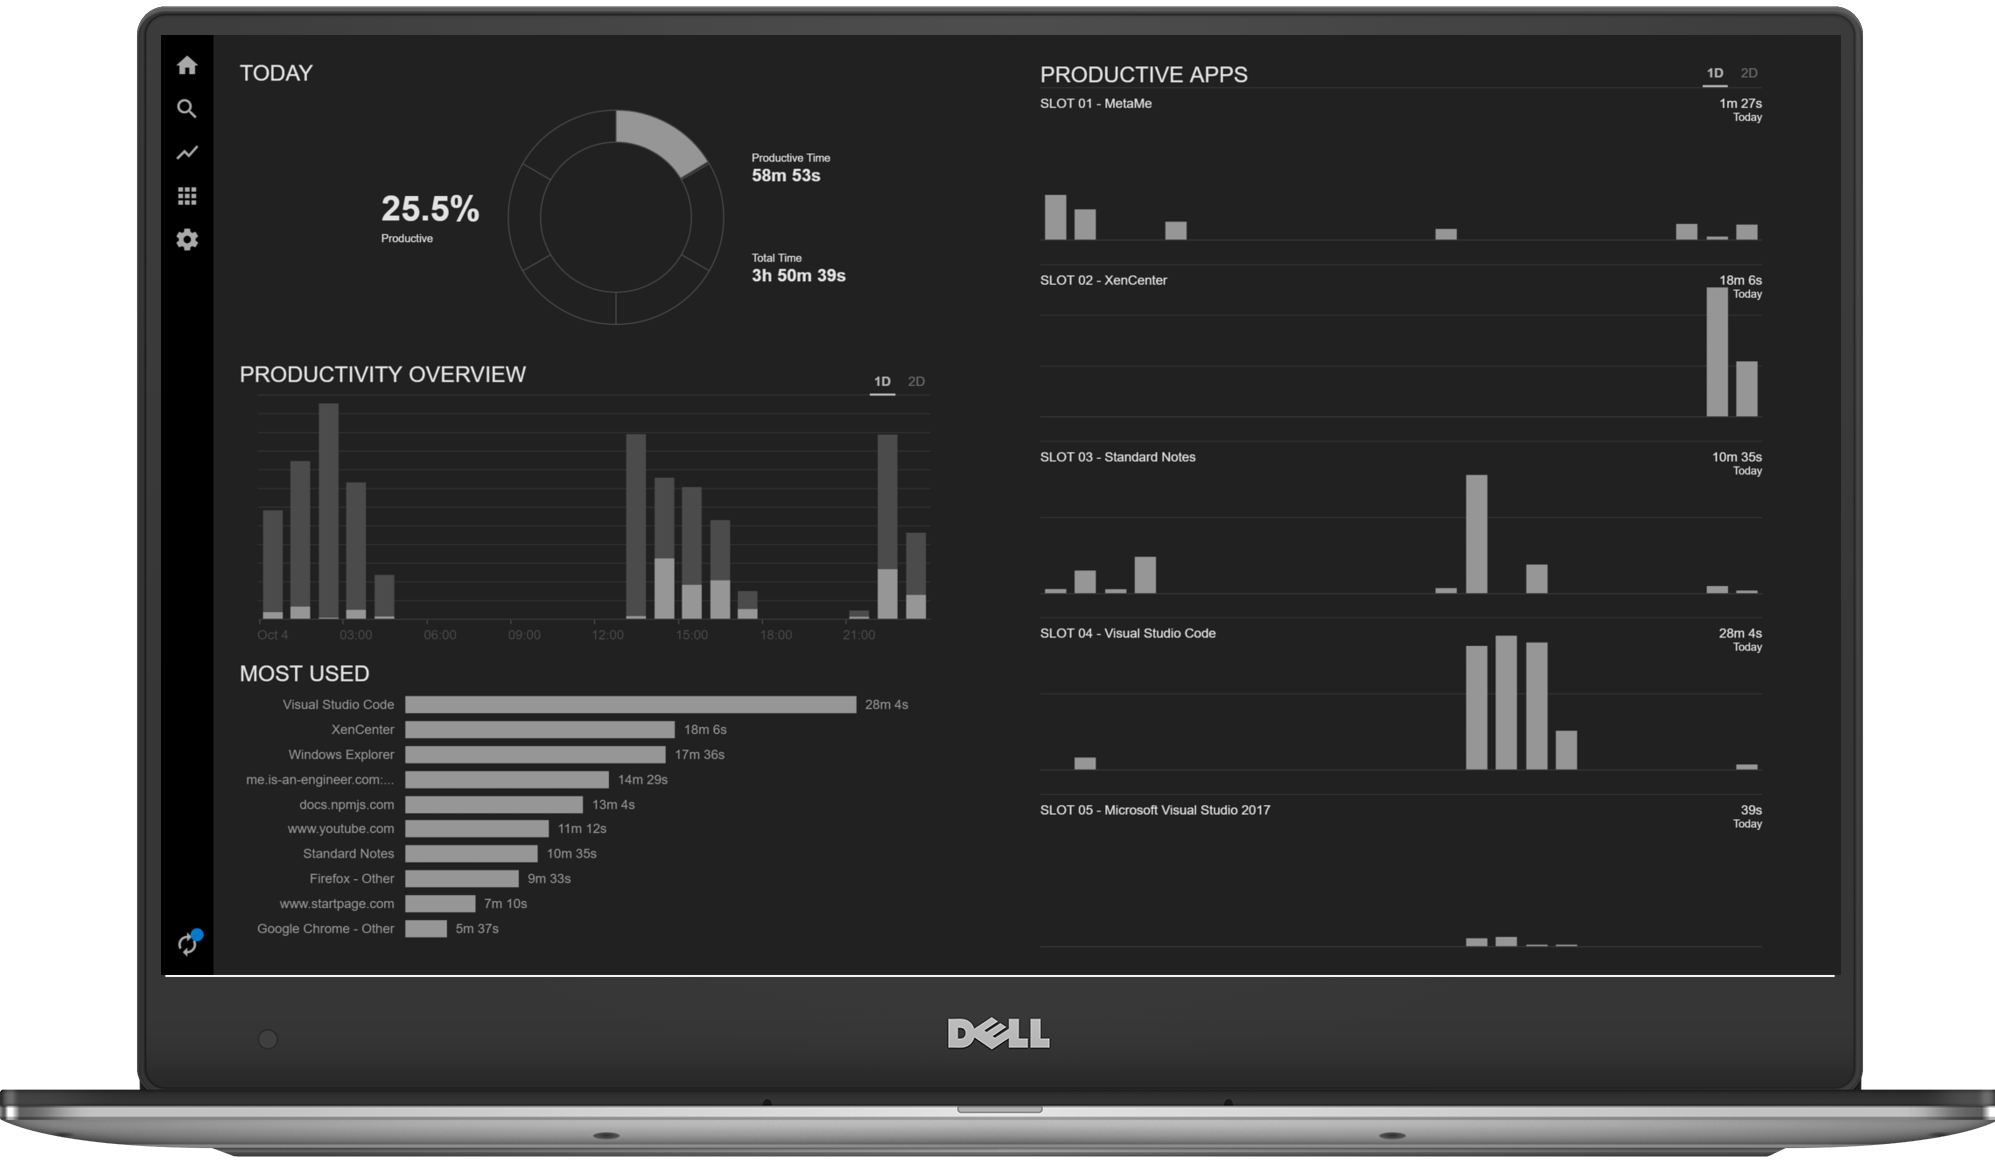 TODAY
25.5%
Productive
Productive Time
58m 53s
Total Time
3h 50m 39s
PRODUCTIVITY OVERVIEW
1D 2D
Oct 4 03:00 06:00 09:00 12:00 15:00 18:00 21:00
MOST USED
Visual Studio Code 28m 4s
XenCenter 18m 6s
Windows Explorer 17m 36s
me.is-an-engineer.com:... 14m 29s
docs.npmjs.com 13m 4s
www.youtube.com 11m 12s
Standard Notes 10m 35s
Firefox - Other 9m 33s
www.startpage.com 7m 10s
Google Chrome - Other 5m 37s
PRODUCTIVE APPS
1D 2D
SLOT 01 - MetaMe 1m 27s
Today
SLOT 02 - XenCenter 18m 6s
Today
SLOT 03 - Standard Notes 10m 35s
Today
SLOT 04 - Visual Studio Code 28m 4s
Today
SLOT 05 - Microsoft Visual Studio 2017 39s
Today
DELL